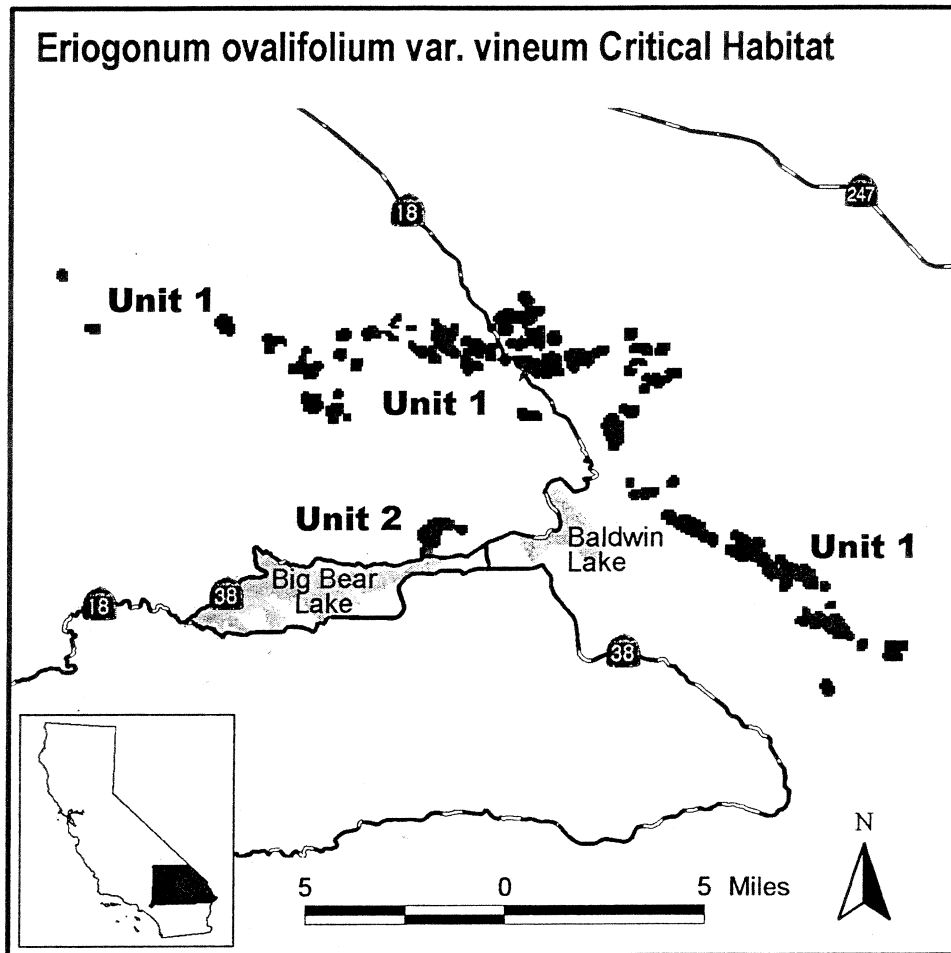 Eriogonum ovalifolium var. vineum Critical Habitat
247
18
Unit 1
Unit 1
Unit 2
Baldwin
Lake
Unit 1
Big Bear
Lake
18
38
38
N
5 0 5 Miles